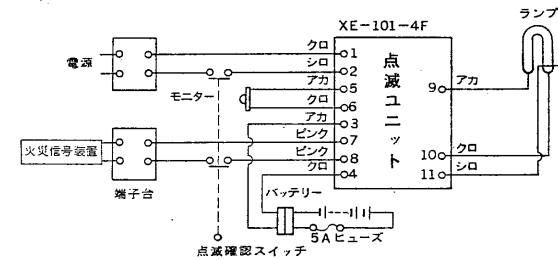 XE-101-4F
ランプ
電源
クロ
シロ
アカ
クロ
アカ
ピンク
ピンク
クロ
1
2
5
6
3
7
8
4
点滅ユニット
9
10
11
アカ
クロ
シロ
モニター
火災信号装置
端子台
バッテリー
5Aヒューズ
点滅確認スイッチ